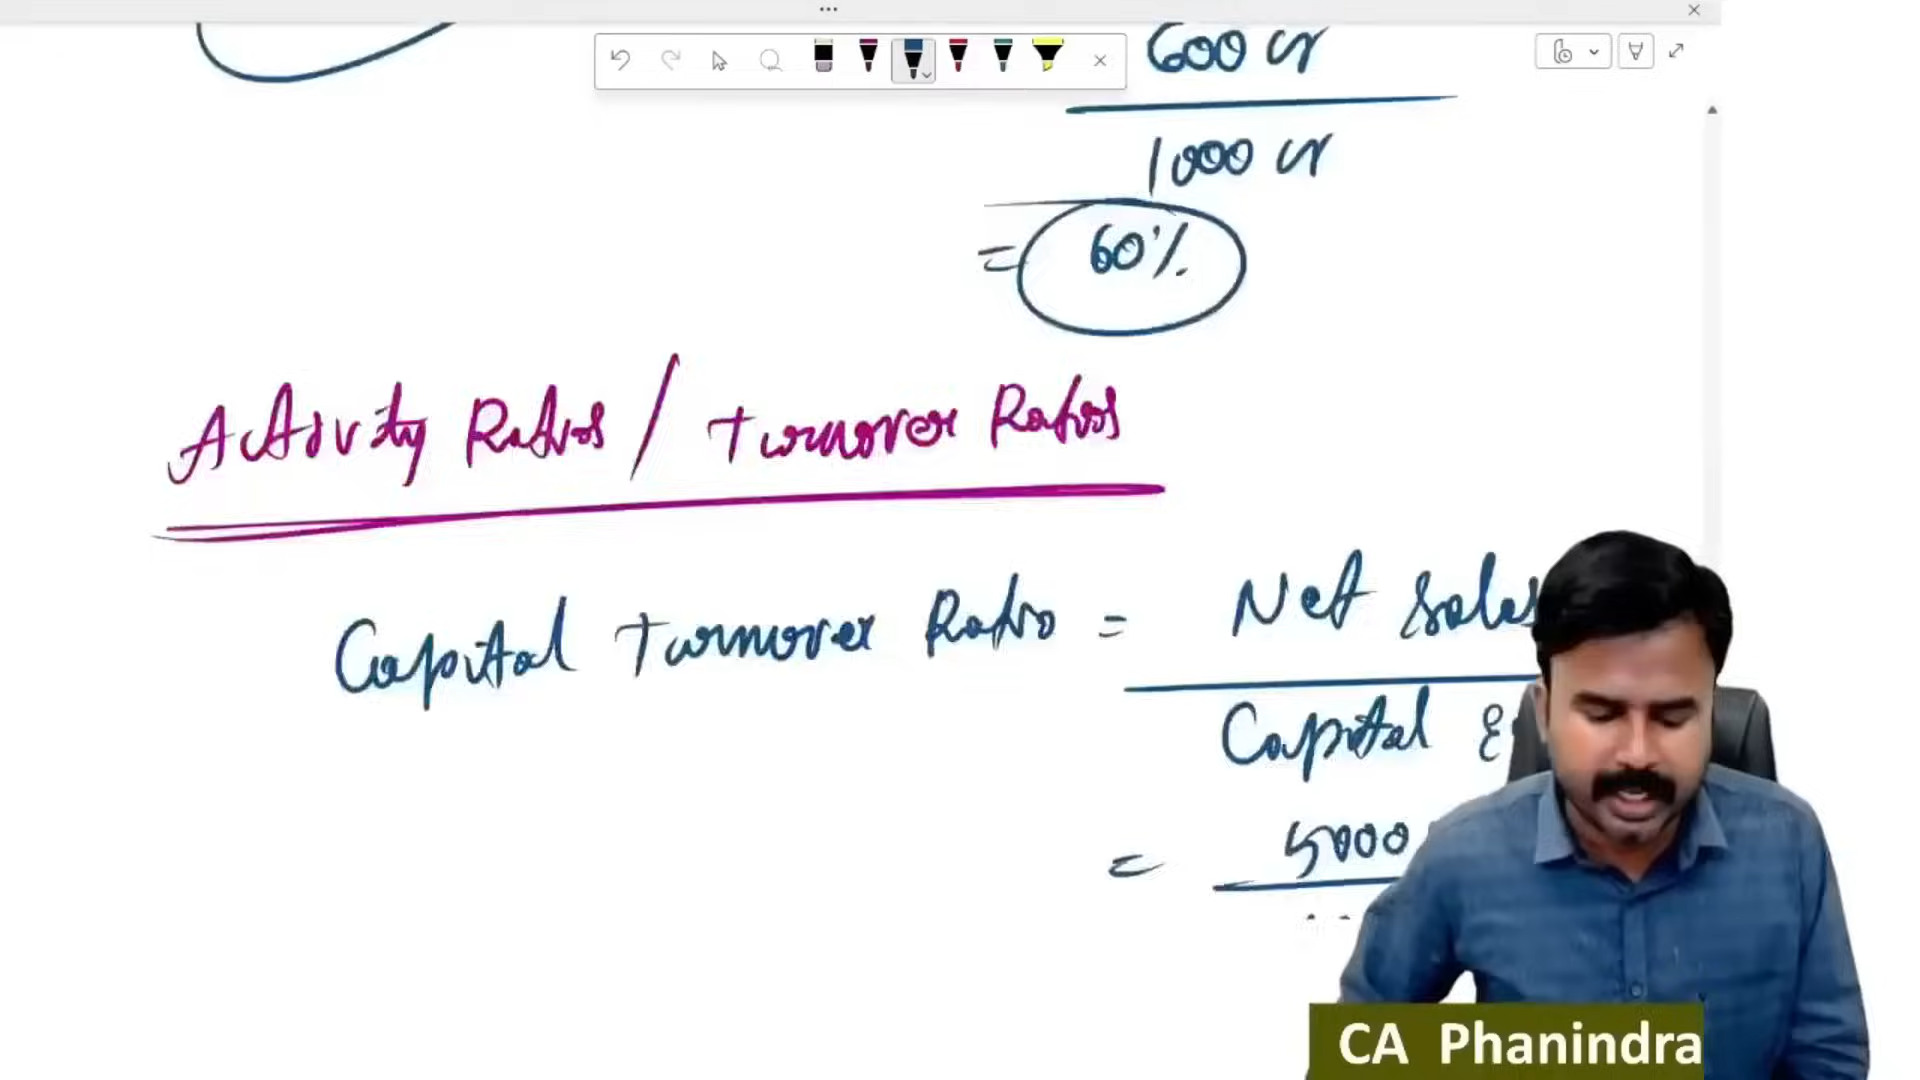 600 cr
1000 cr
= 60%
Activity Ratios / Turnover Ratios
Capital Turnover Ratio = Net Sales
Capital
= 5000
CA Phanindra